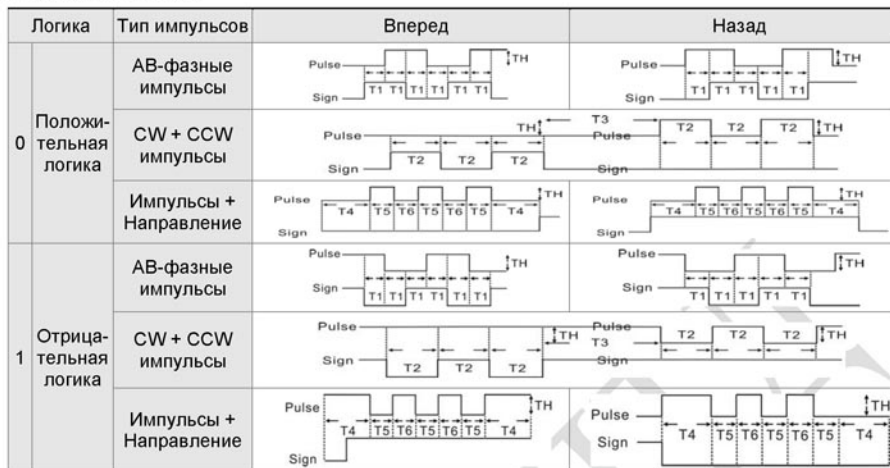 Логика Тип импульсов Вперед Назад
0
Положи-
тельная
логика
AB-фазные
импульсы
Pulse
TH
T1 T1 T1 T1 T1 T1
Sign
Pulse
TH
T1 T1 T1 T1 T1 T1
Sign
CW + CCW
импульсы
Pulse
TH
T3
T2 T2 T2
Sign
Pulse
T2 T2 T2
TH
Sign
Импульсы +
Направление
Pulse
TH
T4 T5 T6 T5 T6 T5 T4
Sign
Pulse
TH
T4 T5 T6 T5 T6 T5 T4
Sign
1
Отрица-
тельная
логика
AB-фазные
импульсы
Pulse
TH
Sign
T1 T1 T1 T1 T1 T1
Pulse
TH
Sign
T1 T1 T1 T1 T1 T1
CW + CCW
импульсы
Pulse
TH
T3
Sign
T2 T2 T2
Pulse
T2 T2 T2
TH
Sign
Импульсы +
Направление
Pulse
TH
T4 T5 T6 T5 T6 T5 T4
Sign
Pulse
TH
T4 T5 T6 T5 T6 T5 T4
Sign